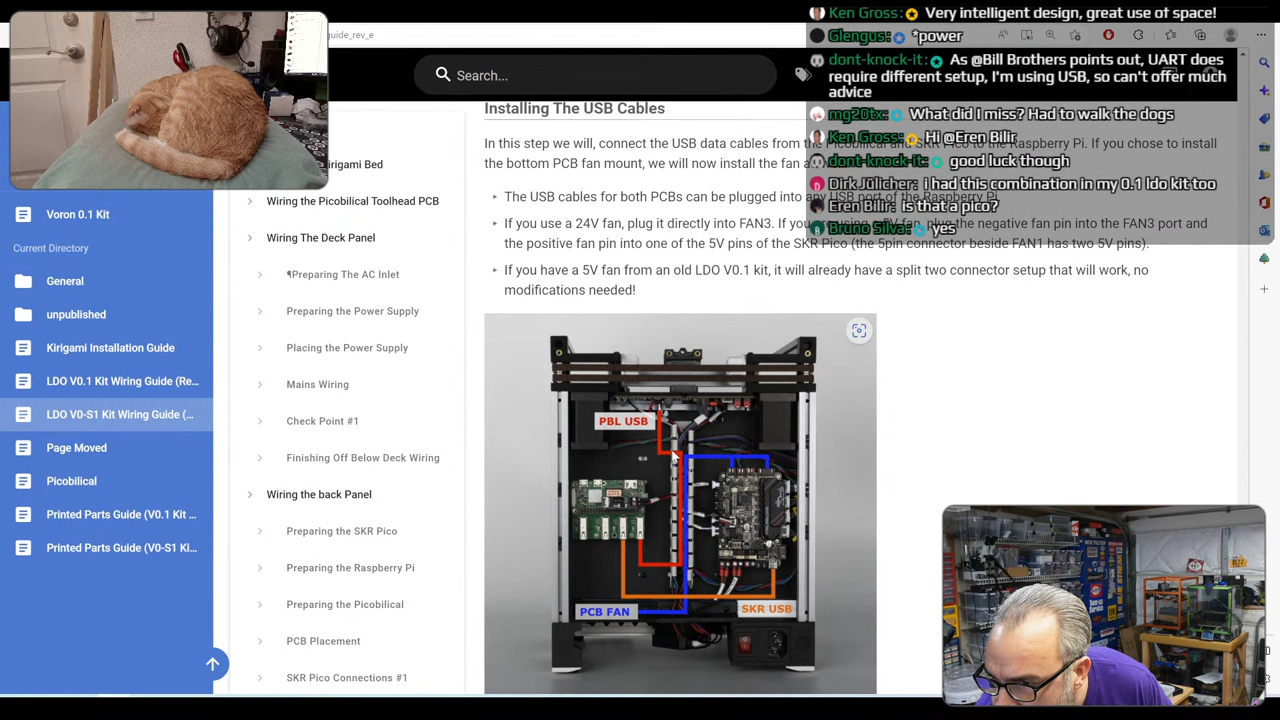 guide_rev_e
Search...
Ken Gross: Very intelligent design, great use of space!
Glengus: *power
dont-knock-it: As @Bill Brothers points out, UART does
require different setup, I'm using USB, so can't offer much
advice
mg20tx: What did I miss? Had to walk the dogs
Ken Gross: Hi @Eren Bilir
dont-knock-it: good luck though
Dirk Jülicher: I had this combination in my 0.1 ldo kit too
Eren Bilir: is that a pico?
Bruno Silva: yes
Voron 0.1 Kit
Current Directory
General
unpublished
Kirigami Installation Guide
LDO V0.1 Kit Wiring Guide (Re...
LDO V0-S1 Kit Wiring Guide (...
Page Moved
Picobilical
Printed Parts Guide (V0.1 Kit ...
Printed Parts Guide (V0-S1 Ki...
Kirigami Bed
Wiring the Picobilical Toolhead PCB
Wiring The Deck Panel
¶Preparing The AC Inlet
Preparing the Power Supply
Placing the Power Supply
Mains Wiring
Check Point #1
Finishing Off Below Deck Wiring
Wiring the back Panel
Preparing the SKR Pico
Preparing the Raspberry Pi
Preparing the Picobilical
PCB Placement
SKR Pico Connections #1
Installing The USB Cables
In this step we will, connect the USB data cables from the Picobilical and SKR Pico to the Raspberry Pi. If you chose to install
the bottom PCB fan mount, we will now install the fan a
The USB cables for both PCBs can be plugged into any USB port of the Raspberry Pi.
If you use a 24V fan, plug it directly into FAN3. If you are using a 5V fan, plug the negative fan pin into the FAN3 port and
the positive fan pin into one of the 5V pins of the SKR Pico (the 5pin connector beside FAN1 has two 5V pins).
If you have a 5V fan from an old LDO V0.1 kit, it will already have a split two connector setup that will work, no
modifications needed!
PBL USB
PCB FAN
SKR USB